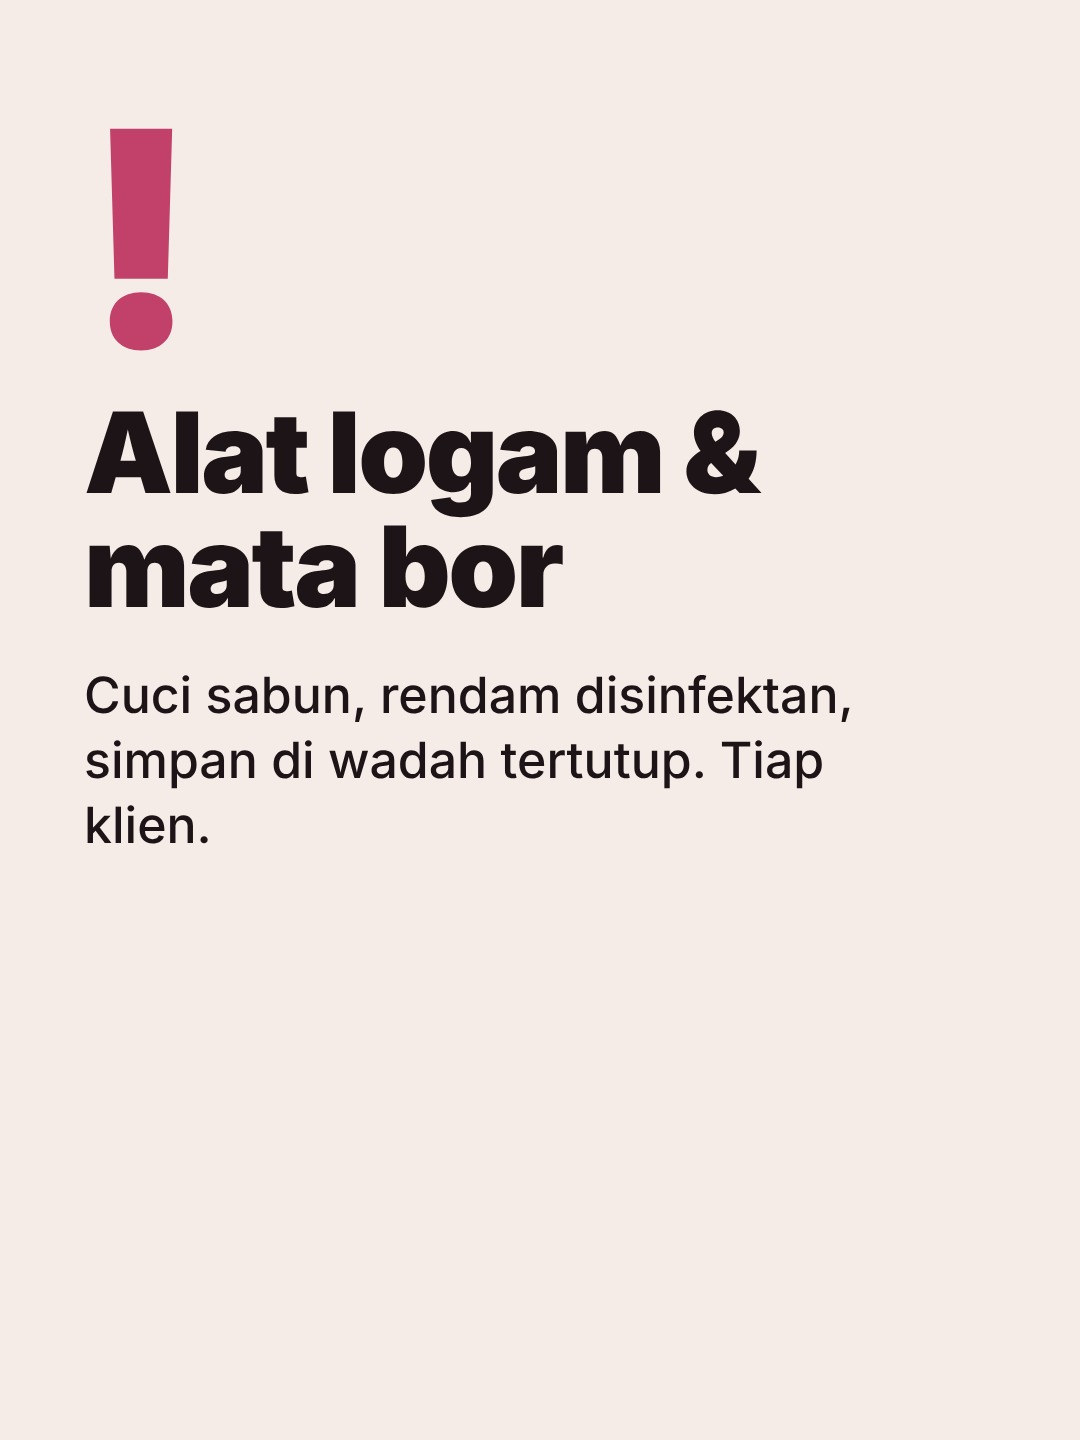 !
Alat logam &
mata bor
Cuci sabun, rendam disinfektan,
simpan di wadah tertutup. Tiap
klien.